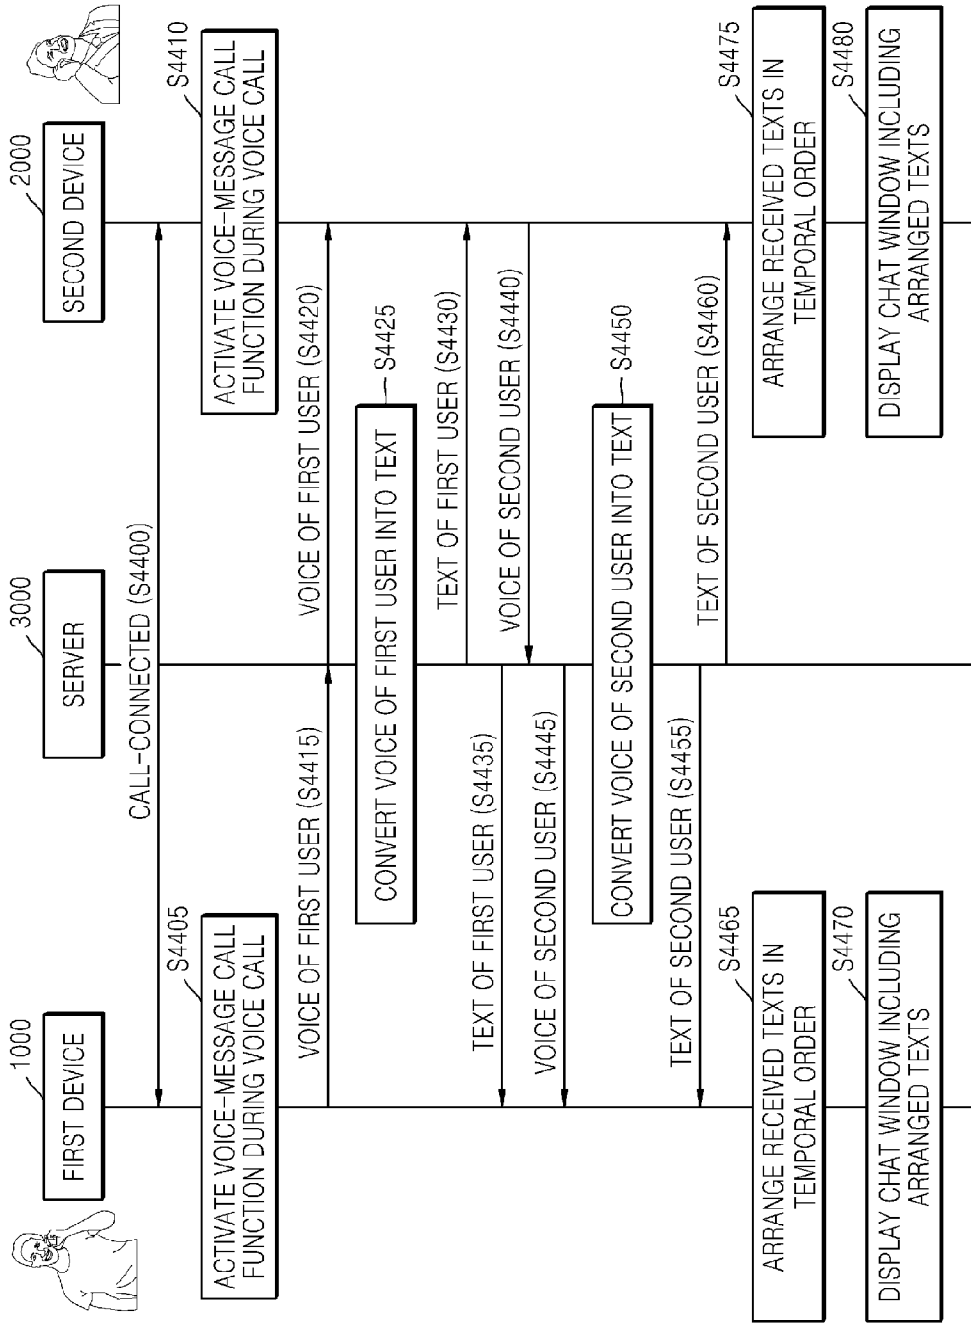 1000
FIRST DEVICE
3000
SERVER
2000
SECOND DEVICE
CALL-CONNECTED (S4400)
S4405
ACTIVATE VOICE-MESSAGE CALL
FUNCTION DURING VOICE CALL
S4410
ACTIVATE VOICE-MESSAGE CALL
FUNCTION DURING VOICE CALL
VOICE OF FIRST USER (S4415)
VOICE OF FIRST USER (S4420)
CONVERT VOICE OF FIRST USER INTO TEXT
S4425
TEXT OF FIRST USER (S4430)
TEXT OF FIRST USER (S4435)
VOICE OF SECOND USER (S4440)
VOICE OF SECOND USER (S4445)
CONVERT VOICE OF SECOND USER INTO TEXT
S4450
TEXT OF SECOND USER (S4455)
TEXT OF SECOND USER (S4460)
S4465
ARRANGE RECEIVED TEXTS IN
TEMPORAL ORDER
S4475
ARRANGE RECEIVED TEXTS IN
TEMPORAL ORDER
S4470
DISPLAY CHAT WINDOW INCLUDING
ARRANGED TEXTS
S4480
DISPLAY CHAT WINDOW INCLUDING
ARRANGED TEXTS